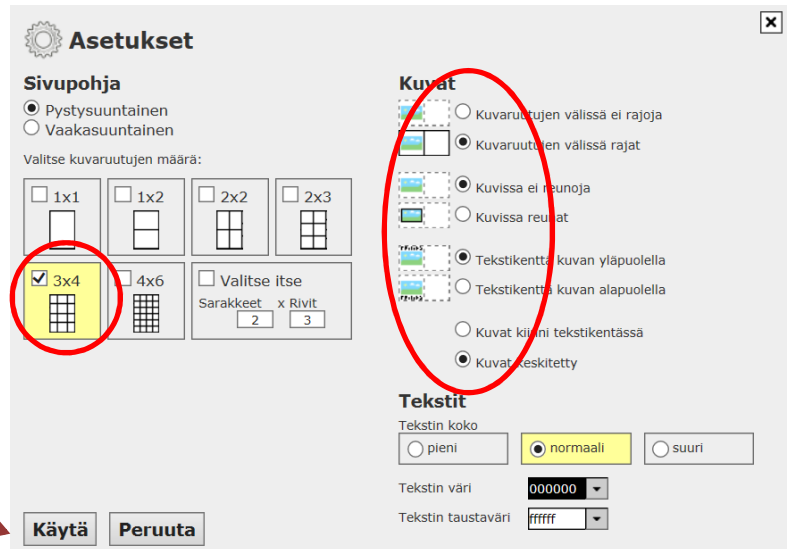 Asetukset
Sivupohja
Pystysuuntainen
Vaakasuuntainen
Valitse kuvaruutujen määrä:
1x1
1x2
2x2
2x3
3x4
4x6
Valitse itse
Sarakkeet x Rivit
2 3
Käytä
Peruuta
Kuvat
Kuvaruutujen välissä ei rajoja
Kuvaruutujen välissä rajat
Kuvissa ei reunoja
Kuvissa reunat
Tekstikenttä kuvan yläpuolella
Tekstikenttä kuvan alapuolella
Kuvat kiinni tekstikentässä
Kuvat keskitetty
Tekstit
Tekstin koko
pieni
normaali
suuri
Tekstin väri 000000
Tekstin taustaväri ffffff